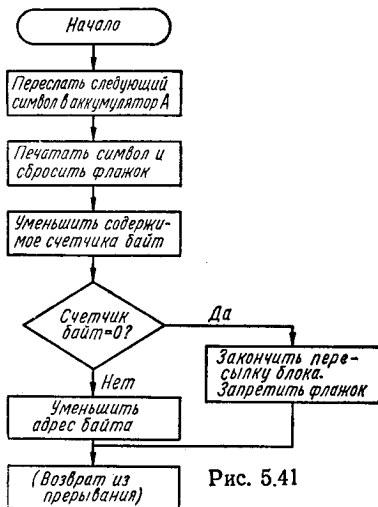 Начало
Переслать следующий
символ в аккумулятор А
Печатать символ и
сбросить флажок
Уменьшить содержи-
мое счетчика байт
Счетчик
байт=0?
Да
Закончить пере-
сылку блока.
Запретить флажок
Нет
Уменьшить
адрес байта
(Возврат из
прерывания)
Рис. 5.41